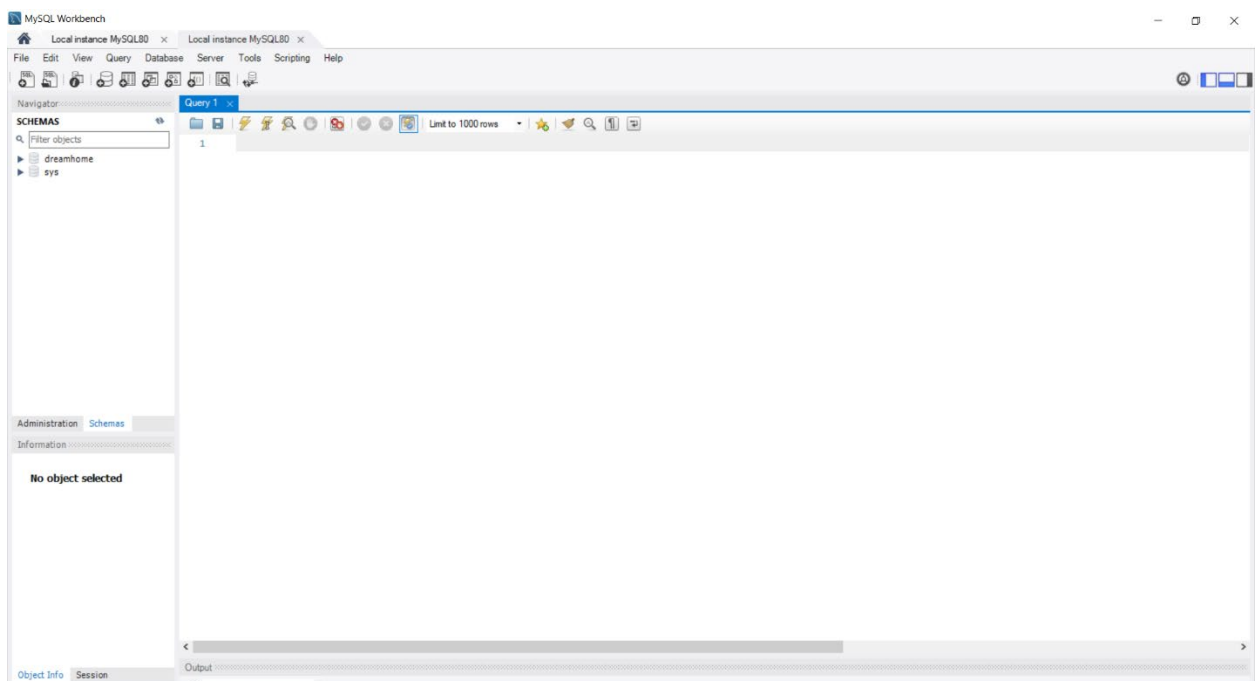 MySQL Workbench
Local instance MySQL80 × Local instance MySQL80 ×
File Edit View Query Database Server Tools Scripting Help
Navigator
Query 1 ×
SCHEMAS
Limit to 1000 rows
Filter objects
1
dreamhome
sys
Administration Schemas
Information
No object selected
Output
Object Info Session